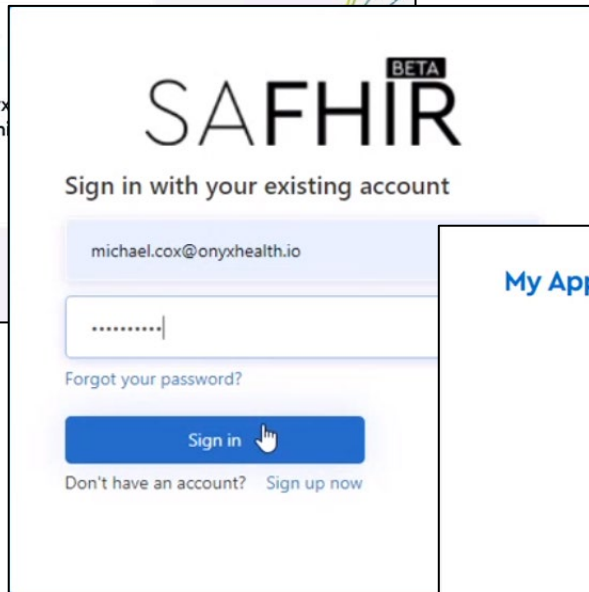 BETA
SAFHIR
Sign in with your existing account
michael.cox@onyxhealth.io
••••••••••
Forgot your password?
Sign in
Don't have an account? Sign up now
My App